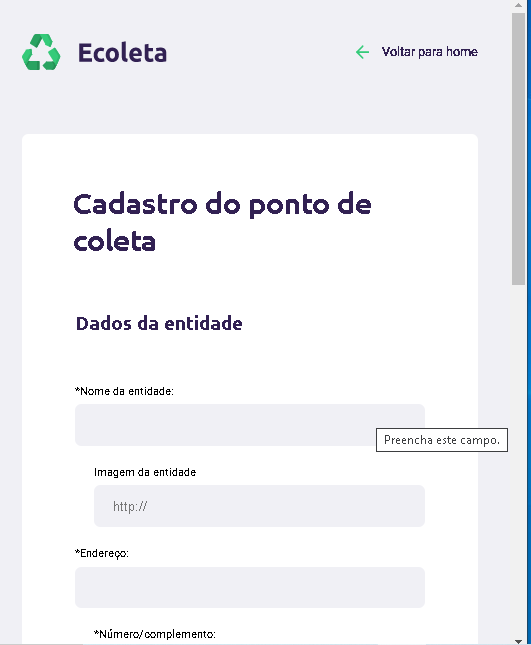 Ecoleta
Voltar para home
Cadastro do ponto de
coleta
Dados da entidade
*Nome da entidade:
Preencha este campo.
Imagem da entidade
http://
*Endereço:
*Número/complemento: